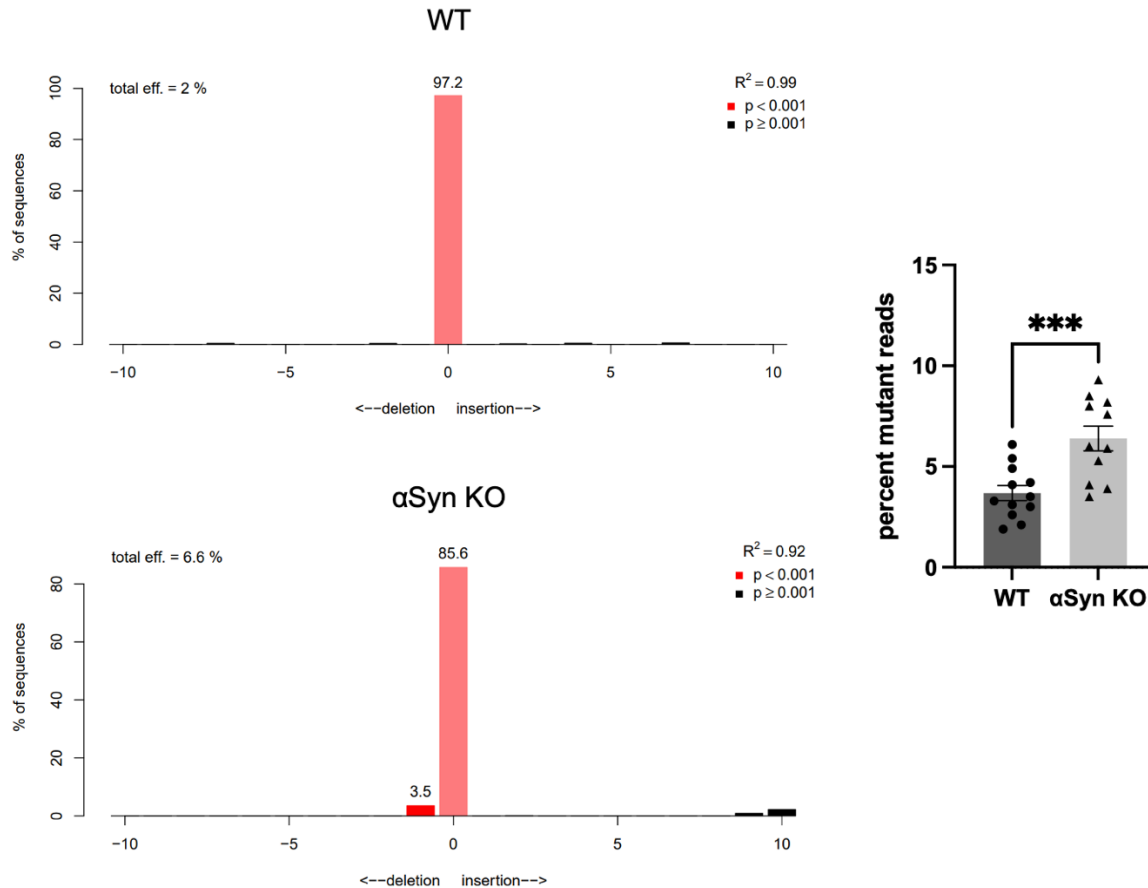 WT
total eff. = 2 %
97.2
R² = 0.99
p < 0.001
p ≥ 0.001
% of sequences
100
80
60
40
20
0
−10
−5
0
5
10
<−−deletion insertion−−>
αSyn KO
total eff. = 6.6 %
85.6
R² = 0.92
p < 0.001
p ≥ 0.001
3.5
% of sequences
80
60
40
20
0
−10
−5
0
5
10
<−−deletion insertion−−>
percent mutant reads
15
10
5
0
***
WT
αSyn KO